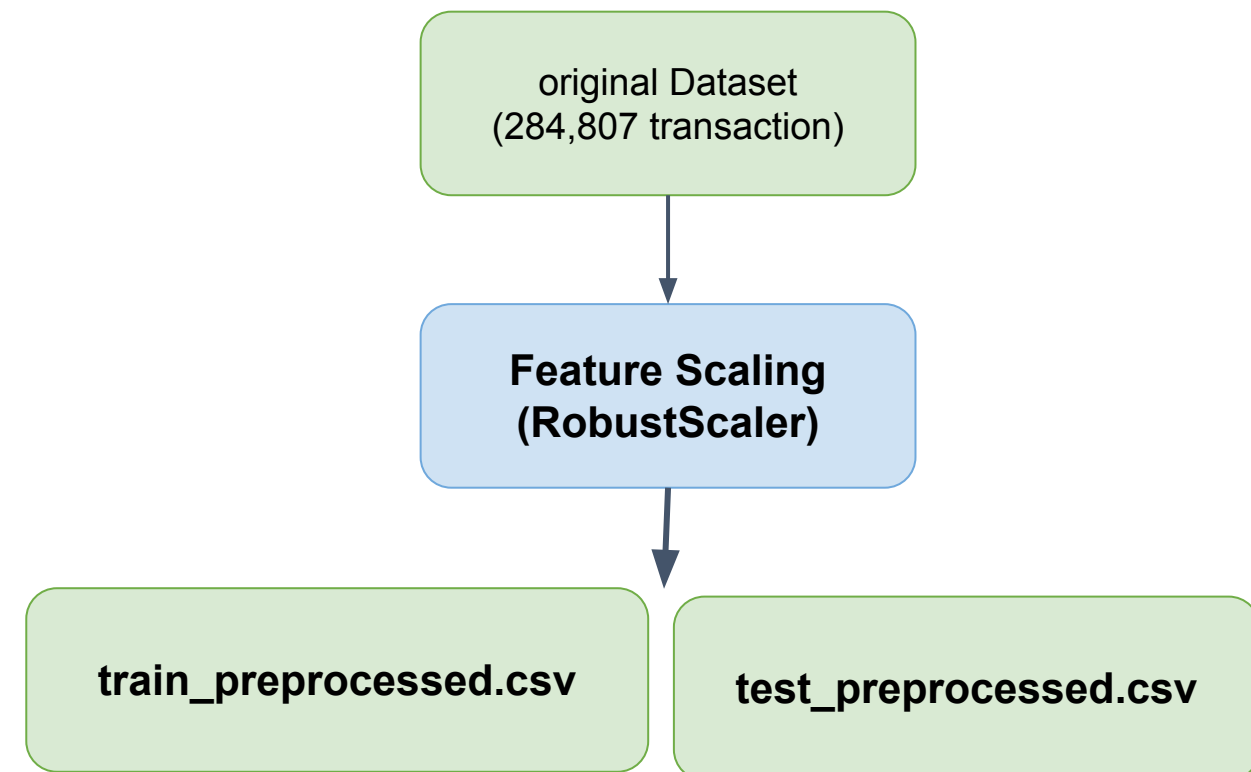 original Dataset
(284,807 transaction)
Feature Scaling
(RobustScaler)
train_preprocessed.csv
test_preprocessed.csv